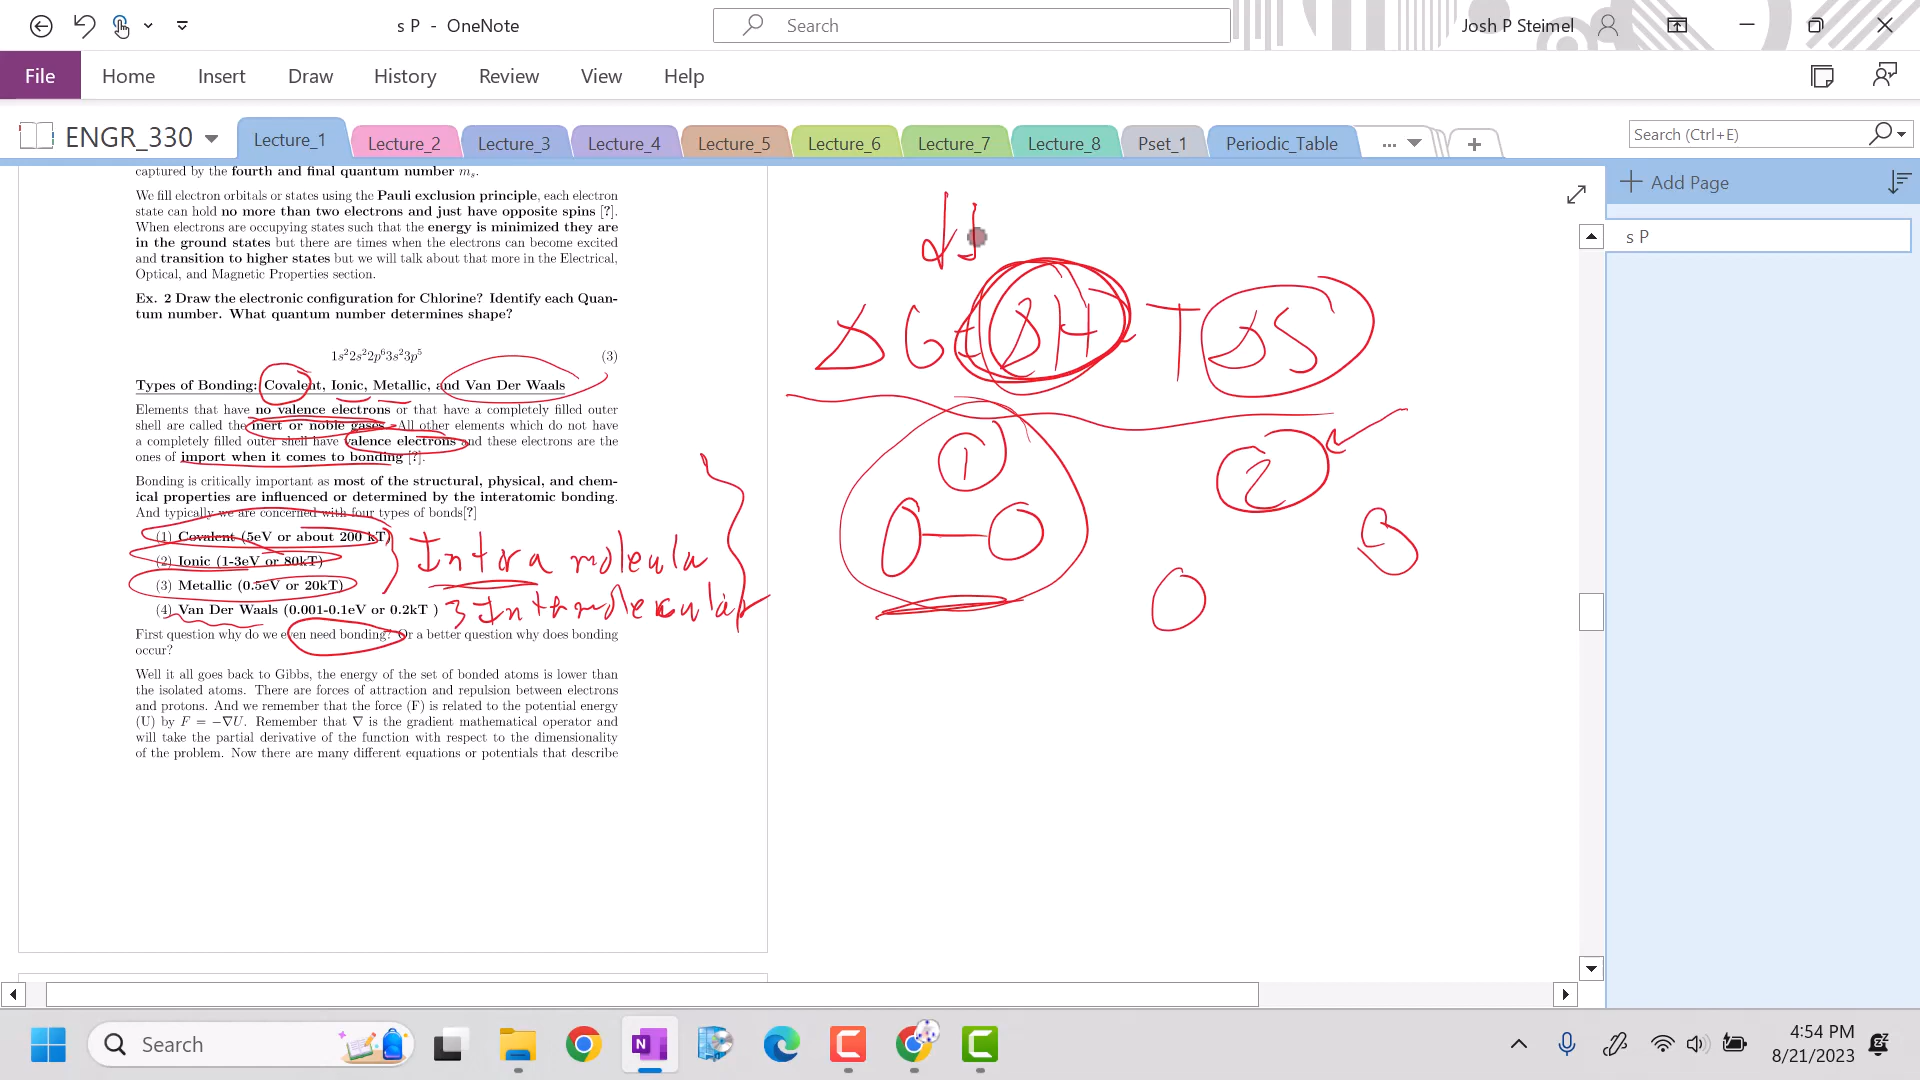 s P - OneNote
Search
Josh P Steimel
File Home Insert Draw History Review View Help
ENGR_330
Lecture_1 Lecture_2 Lecture_3 Lecture_4 Lecture_5 Lecture_6 Lecture_7 Lecture_8 Pset_1 Periodic_Table ... +
Search (Ctrl+E)
Add Page
s P
captured by the fourth and final quantum number mₛ.
We fill electron orbitals or states using the Pauli exclusion principle, each electron
state can hold no more than two electrons and just have opposite spins [?].
When electrons are occupying states such that the energy is minimized they are
in the ground states but there are times when the electrons can become excited
and transition to higher states but we will talk about that more in the Electrical,
Optical, and Magnetic Properties section.
Ex. 2 Draw the electronic configuration for Chlorine? Identify each Quan-
tum number. What quantum number determines shape?
1s²2s²2p⁶3s²3p⁵ (3)
Types of Bonding: Covalent, Ionic, Metallic, and Van Der Waals
Elements that have no valence electrons or that have a completely filled outer
shell are called the inert or noble gases. All other elements which do not have
a completely filled outer shell have valence electrons and these electrons are the
ones of import when it comes to bonding [?].
Bonding is critically important as most of the structural, physical, and chem-
ical properties are influenced or determined by the interatomic bonding.
And typically we are concerned with four types of bonds[?]
(1) Covalent (5eV or about 200 kT)
(2) Ionic (1-3eV or 80kT)
(3) Metallic (0.5eV or 20kT)
(4) Van Der Waals (0.001-0.1eV or 0.2kT )
Intra molecula
First question why do we even need bonding? Or a better question why does bonding
occur?
Well it all goes back to Gibbs, the energy of the set of bonded atoms is lower than
the isolated atoms. There are forces of attraction and repulsion between electrons
and protons. And we remember that the force (F) is related to the potential energy
(U) by F = −∇U. Remember that ∇ is the gradient mathematical operator and
will take the partial derivative of the function with respect to the dimensionality
of the problem. Now there are many different equations or potentials that describe
ΔG = ΔH - TΔS
1
2
Search
4:54 PM
8/21/2023